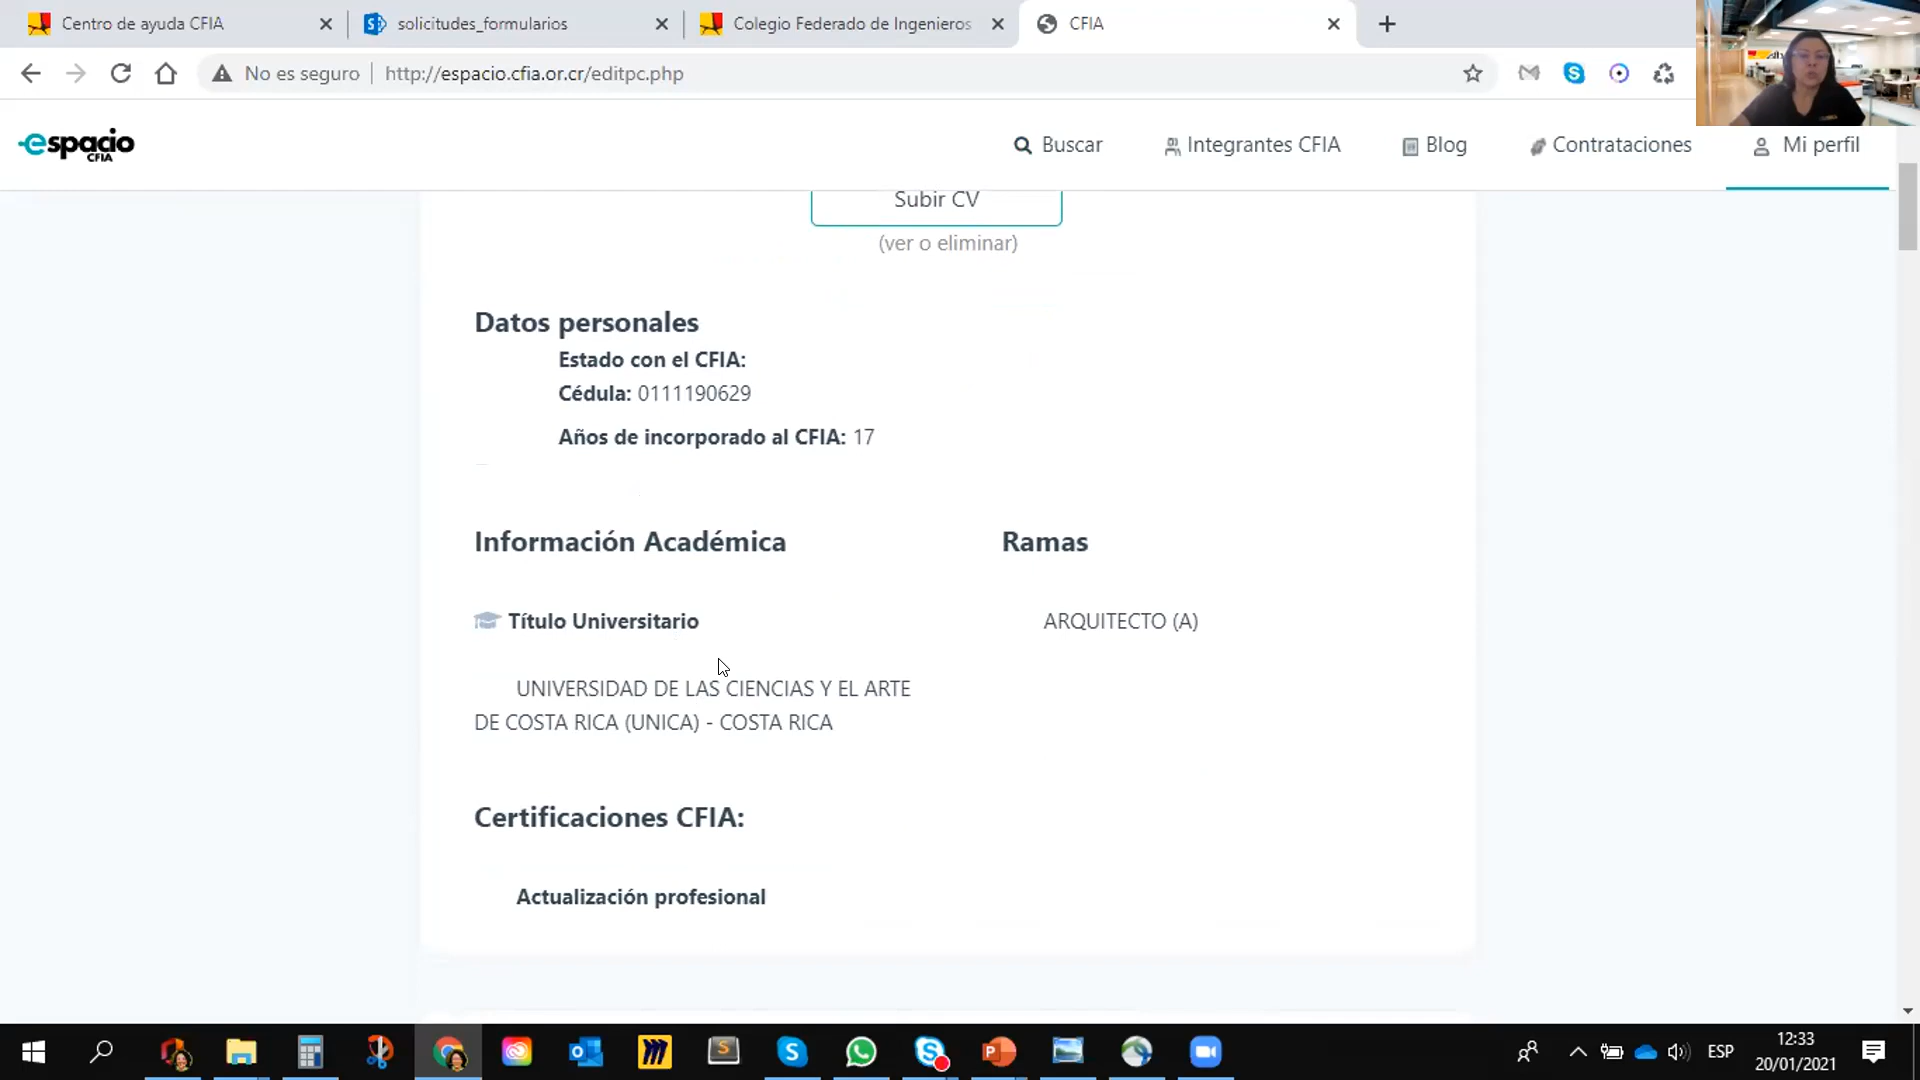 Centro de ayuda CFIA
solicitudes_formularios
Colegio Federado de Ingenieros
CFIA
No es seguro
http://espacio.cfia.or.cr/editpc.php
espacio
CFIA
Buscar
Integrantes CFIA
Blog
Contrataciones
Mi perfil
Subir CV
(ver o eliminar)
Datos personales
Estado con el CFIA:
Cédula: 0111190629
Años de incorporado al CFIA: 17
Información Académica
Ramas
Título Universitario
ARQUITECTO (A)
UNIVERSIDAD DE LAS CIENCIAS Y EL ARTE
DE COSTA RICA (UNICA) - COSTA RICA
Certificaciones CFIA:
Actualización profesional
ESP
12:33
20/01/2021